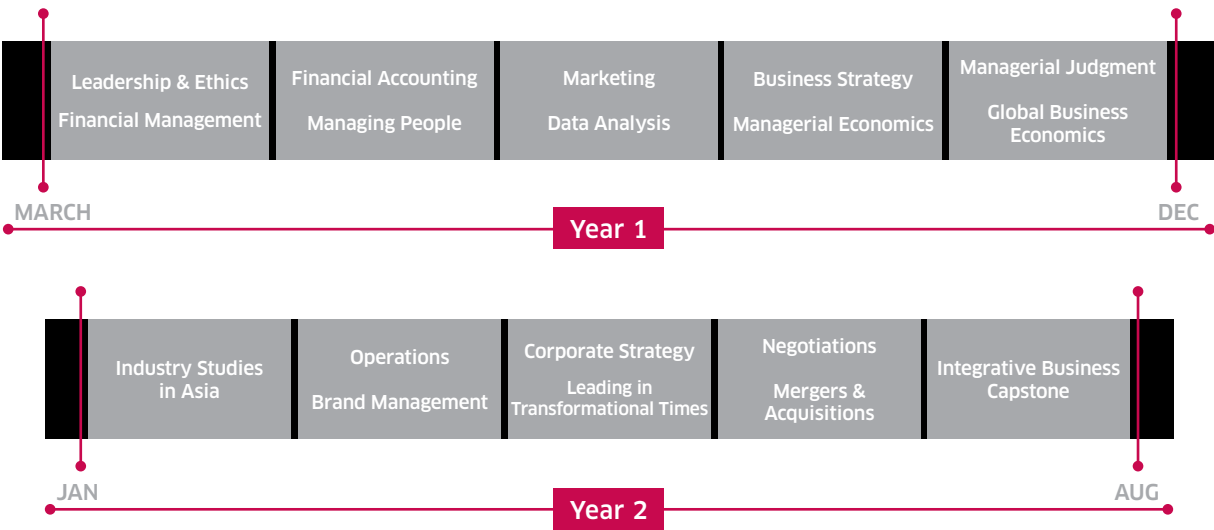 Leadership & Ethics
Financial Management
Financial Accounting
Managing People
Marketing
Data Analysis
Business Strategy
Managerial Economics
Managerial Judgment
Global Business
Economics
MARCH
DEC
Year 1
Industry Studies
in Asia
Operations
Brand Management
Corporate Strategy
Leading in
Transformational Times
Negotiations
Mergers &
Acquisitions
Integrative Business
Capstone
JAN
AUG
Year 2